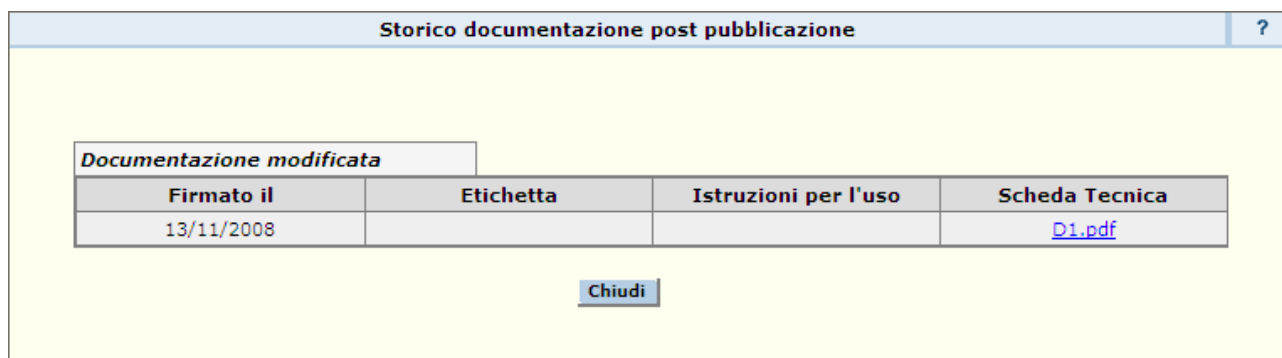 Storico documentazione post pubblicazione ?
Documentazione modificata
Firmato il Etichetta Istruzioni per l'uso Scheda Tecnica
13/11/2008 D1.pdf
Chiudi